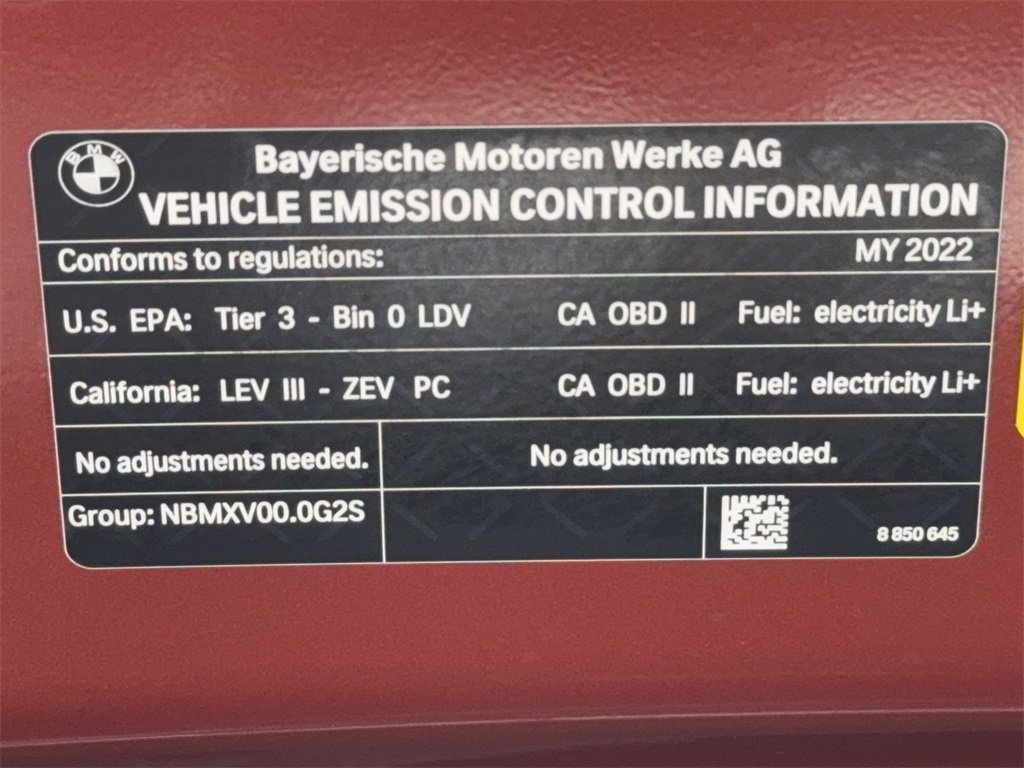 BMW
Bayerische Motoren Werke AG
VEHICLE EMISSION CONTROL INFORMATION
Conforms to regulations: MY 2022
U.S. EPA: Tier 3 - Bin 0 LDV CA OBD II Fuel: electricity Li+
California: LEV III - ZEV PC CA OBD II Fuel: electricity Li+
No adjustments needed. No adjustments needed.
Group: NBMXV00.0G2S
8 850 645